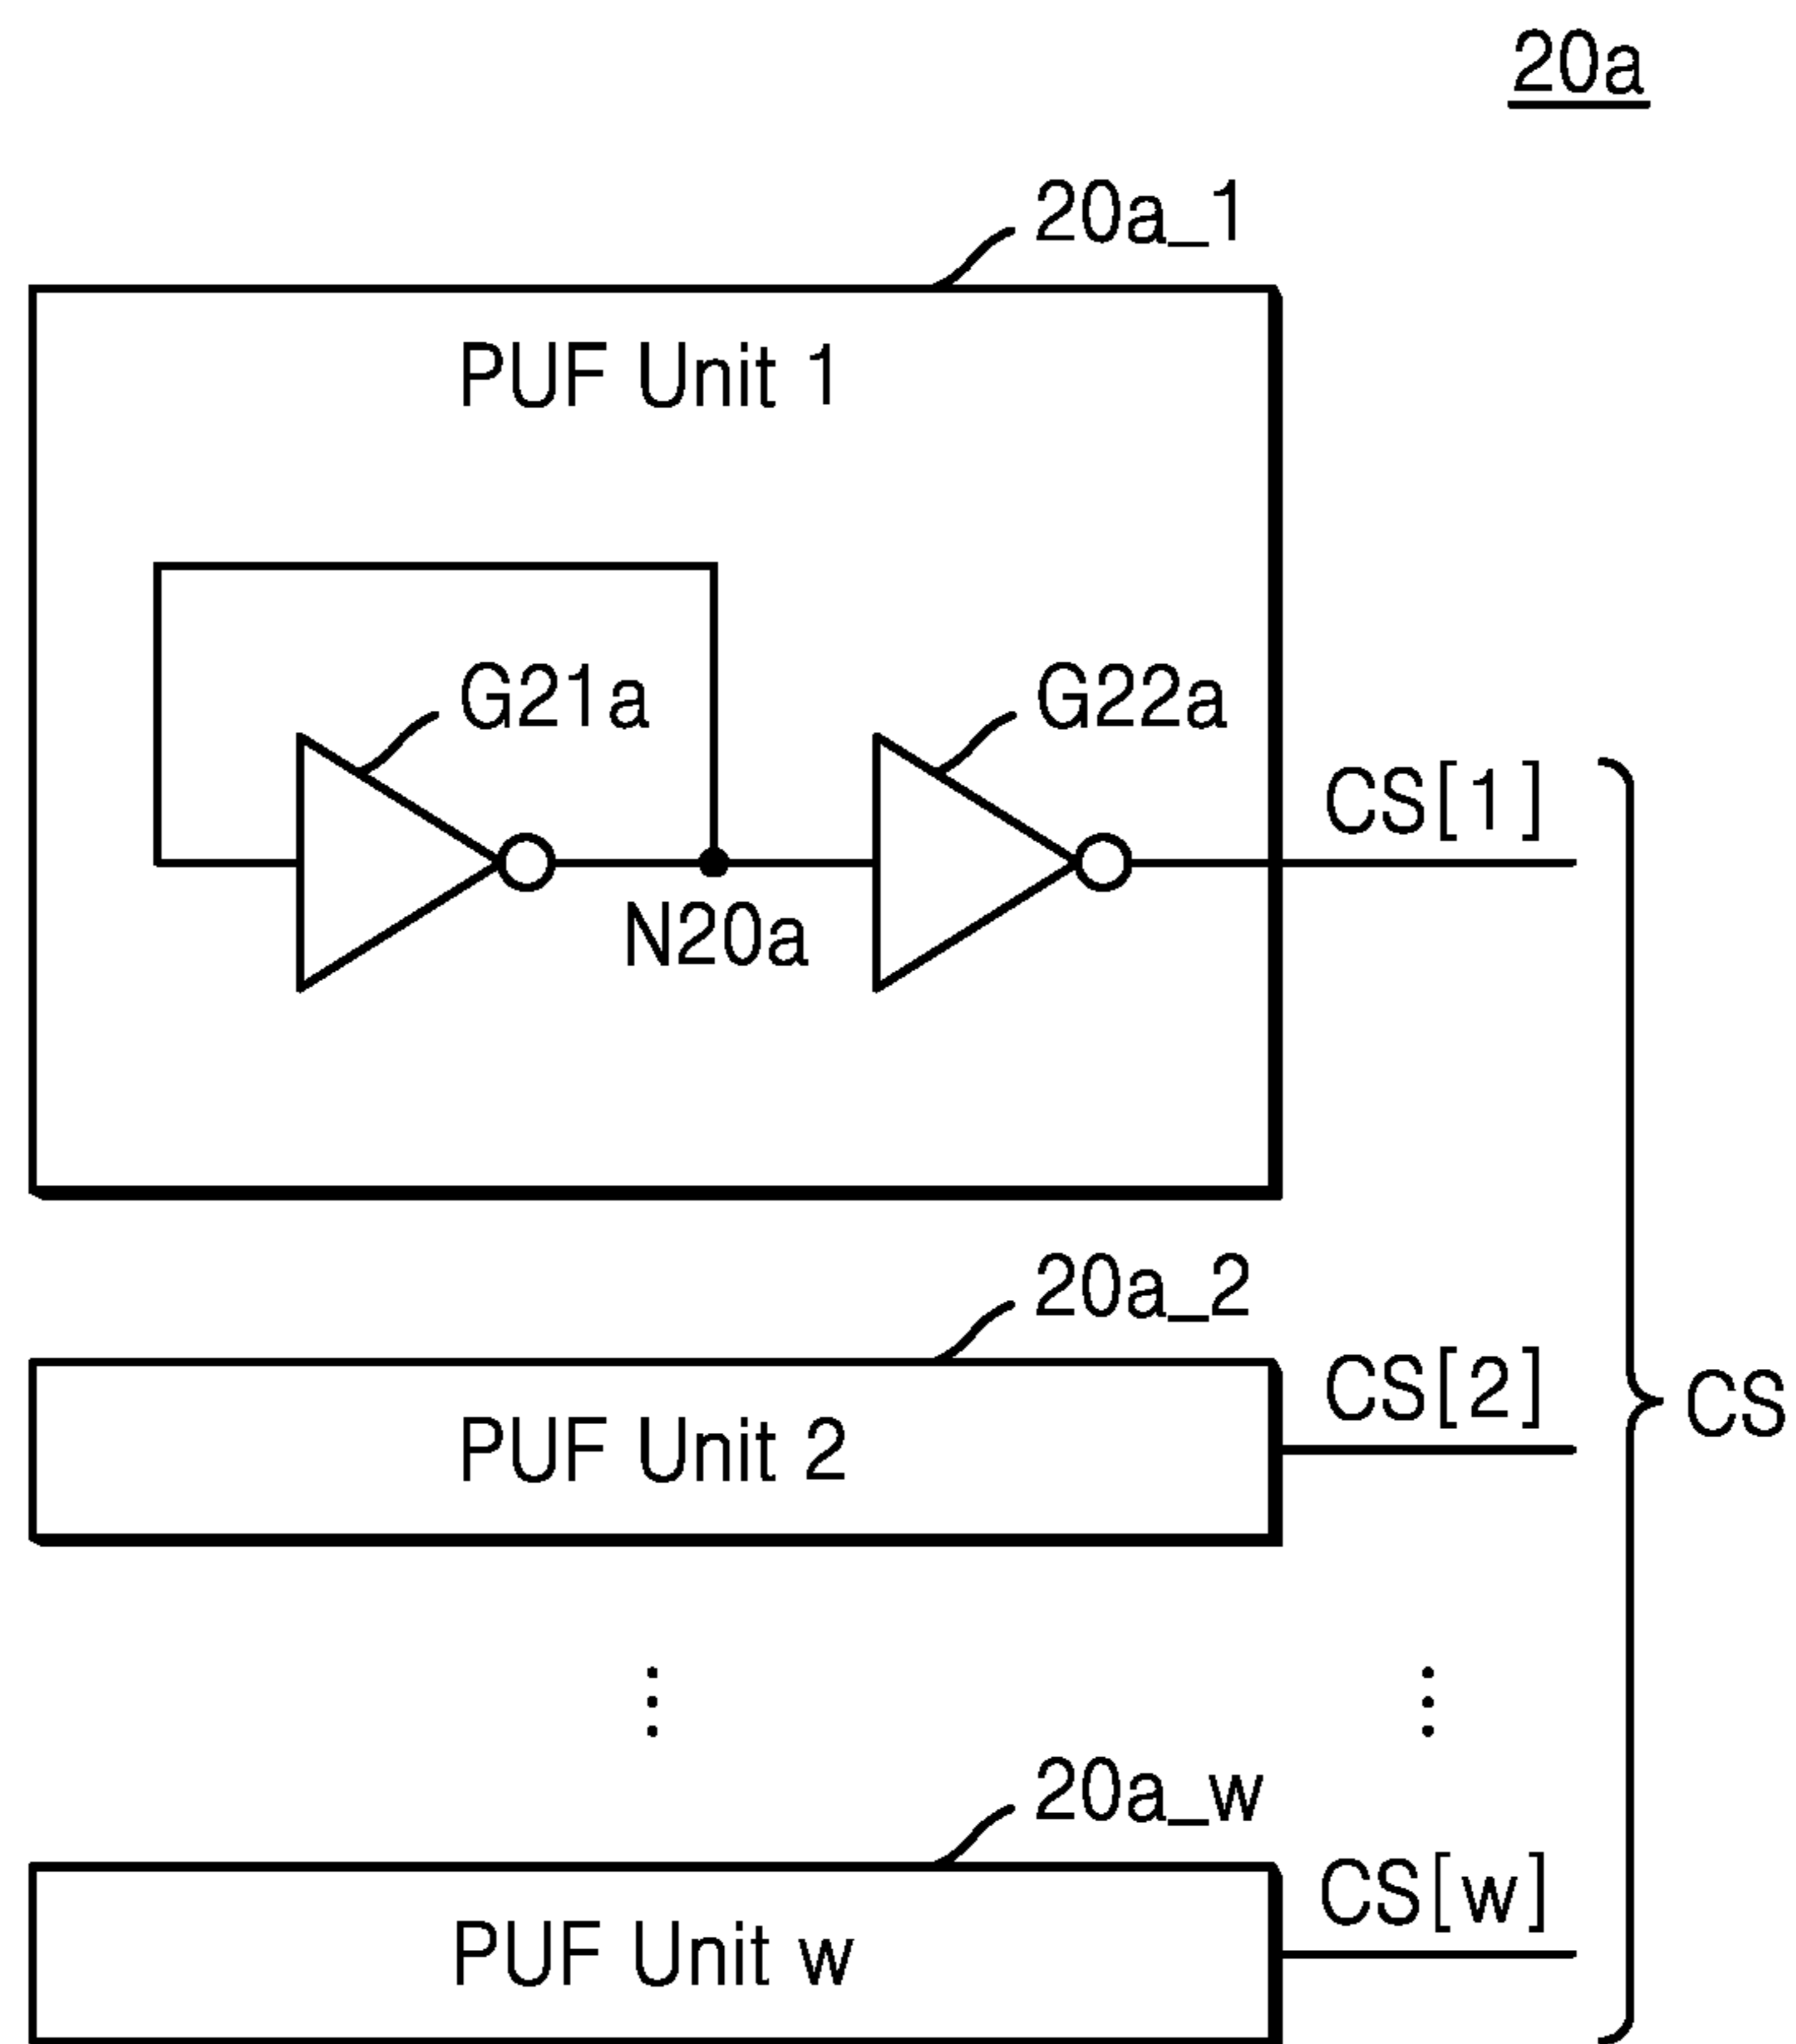 20a
20a_1
PUF Unit 1
G21a
G22a
CS[1]
N20a
20a_2
CS[2]
PUF Unit 2
CS
20a_w
CS[w]
PUF Unit w